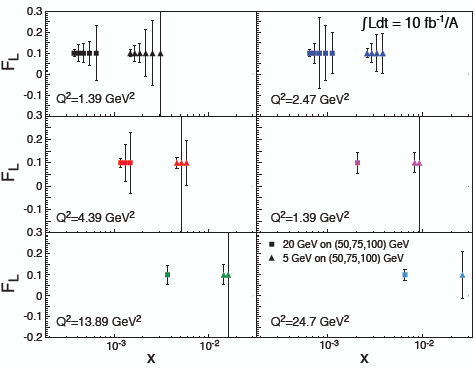 0.3
0.2
0.1
0
0.1
0.2
0.3
F_L
Q²=1.39 GeV²
∫Ldt = 10 fb⁻¹/A
Q²=2.47 GeV²
0.2
0.1
0
0.1
0.2
0.3
F_L
Q²=4.39 GeV²
Q²=1.39 GeV²
0.2
0.1
0
-0.1
-0.2
F_L
Q²=13.89 GeV²
20 GeV on (50,75,100) GeV
5 GeV on (50,75,100) GeV
Q²=24.7 GeV²
10⁻³ 10⁻² 10⁻³ 10⁻²
x x